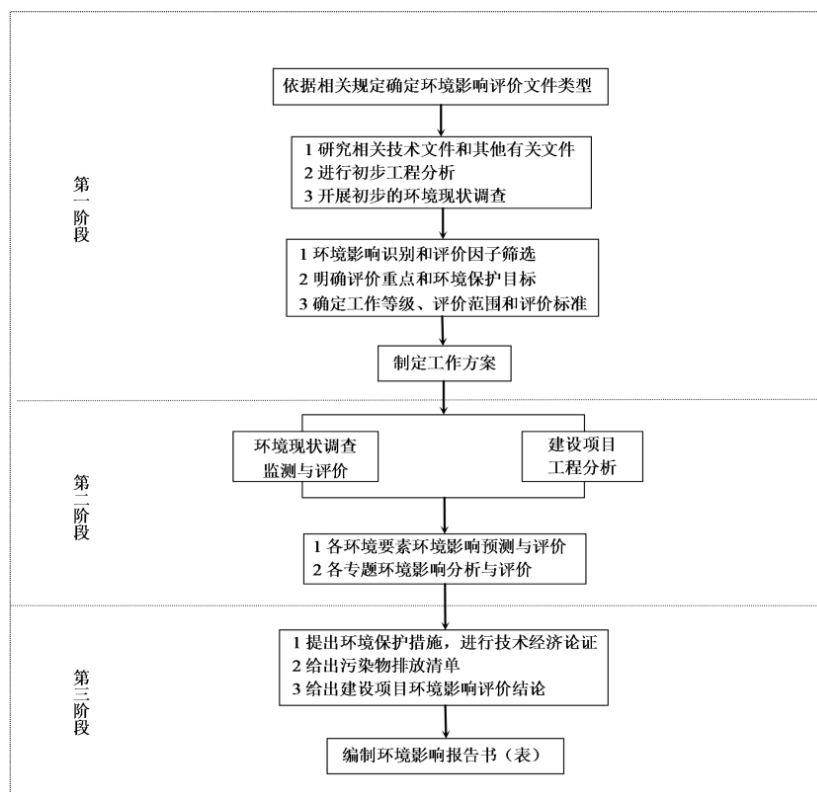 依据相关规定确定环境影响评价文件类型
1 研究相关技术文件和其他有关文件
2 进行初步工程分析
3 开展初步的环境现状调查
第一阶段
1 环境影响识别和评价因子筛选
2 明确评价重点和环境保护目标
3 确定工作等级、评价范围和评价标准
制定工作方案
环境现状调查
监测与评价
建设项目
工程分析
第二阶段
1 各环境要素环境影响预测与评价
2 各专题环境影响分析与评价
1 提出环境保护措施，进行技术经济论证
2 给出污染物排放清单
3 给出建设项目环境影响评价结论
第三阶段
编制环境影响报告书（表）